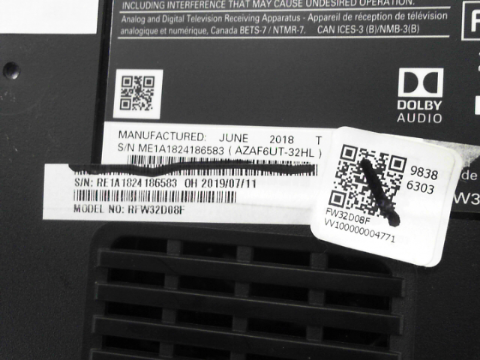 INCLUDING INTERFERENCE THAT MAY CAUSE UNDESIRED OPERATION.
Analog and Digital Television Receiving Apparatus - Appareil de réception de télévision
analogique et numérique, Canada BETS-7 / NTMR-7. CAN ICES-3 (B)/NMB-3(B)
DOLBY
AUDIO
MANUFACTURED: JUNE 2018 T
S/N ME1A1824186583 ( AZAF6UT-32HL )
S/N: RE1A1824186583 OH 2019/07/11
MODEL NO: RFW32D08F
9838
6303
FW32D08F
VV100000004771
de